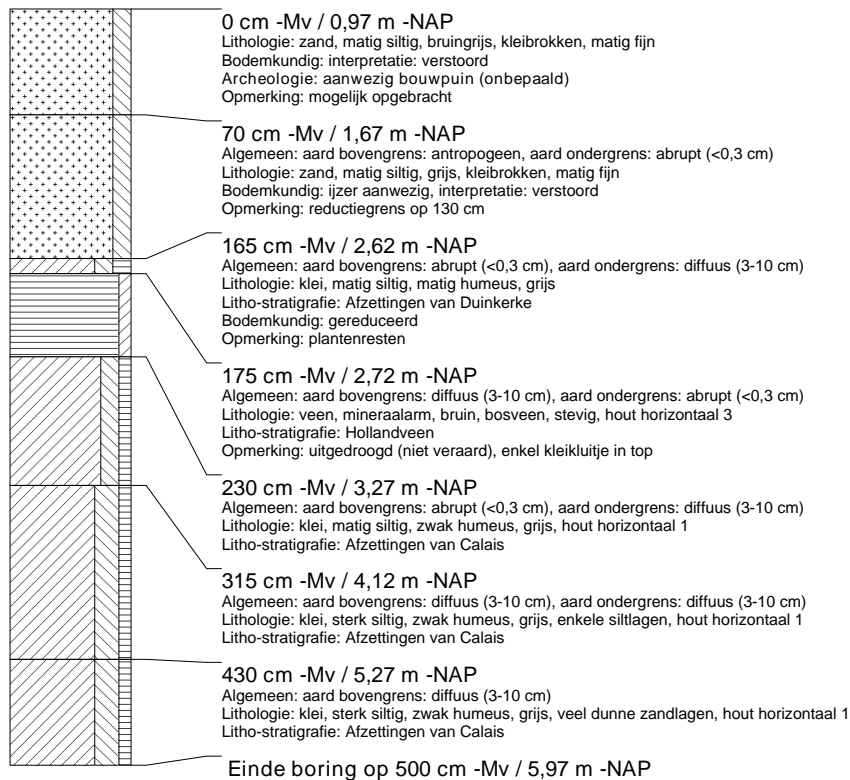 0 cm -Mv / 0,97 m -NAP
Lithologie: zand, matig siltig, bruingrijs, kleibrokken, matig fijn
Bodemkundig: interpretatie: verstoord
Archeologie: aanwezig bouwpuin (onbepaald)
Opmerking: mogelijk opgebracht
70 cm -Mv / 1,67 m -NAP
Algemeen: aard bovengrens: antropogeen, aard ondergrens: abrupt (<0,3 cm)
Lithologie: zand, matig siltig, grijs, kleibrokken, matig fijn
Bodemkundig: ijzer aanwezig, interpretatie: verstoord
Opmerking: reductiegrens op 130 cm
165 cm -Mv / 2,62 m -NAP
Algemeen: aard bovengrens: abrupt (<0,3 cm), aard ondergrens: diffuus (3-10 cm)
Lithologie: klei, matig siltig, matig humeus, grijs
Litho-stratigrafie: Afzettingen van Duinkerke
Bodemkundig: gereduceerd
Opmerking: plantenresten
175 cm -Mv / 2,72 m -NAP
Algemeen: aard bovengrens: diffuus (3-10 cm), aard ondergrens: abrupt (<0,3 cm)
Lithologie: veen, mineraalarm, bruin, bosveen, stevig, hout horizontaal 3
Litho-stratigrafie: Hollandveen
Opmerking: uitgedroogd (niet veraard), enkel kleikluitje in top
230 cm -Mv / 3,27 m -NAP
Algemeen: aard bovengrens: abrupt (<0,3 cm), aard ondergrens: diffuus (3-10 cm)
Lithologie: klei, matig siltig, zwak humeus, grijs, hout horizontaal 1
Litho-stratigrafie: Afzettingen van Calais
315 cm -Mv / 4,12 m -NAP
Algemeen: aard bovengrens: diffuus (3-10 cm), aard ondergrens: diffuus (3-10 cm)
Lithologie: klei, sterk siltig, zwak humeus, grijs, enkele siltlagen, hout horizontaal 1
Litho-stratigrafie: Afzettingen van Calais
430 cm -Mv / 5,27 m -NAP
Algemeen: aard bovengrens: diffuus (3-10 cm)
Lithologie: klei, sterk siltig, zwak humeus, grijs, veel dunne zandlagen, hout horizontaal 1
Litho-stratigrafie: Afzettingen van Calais
Einde boring op 500 cm -Mv / 5,97 m -NAP